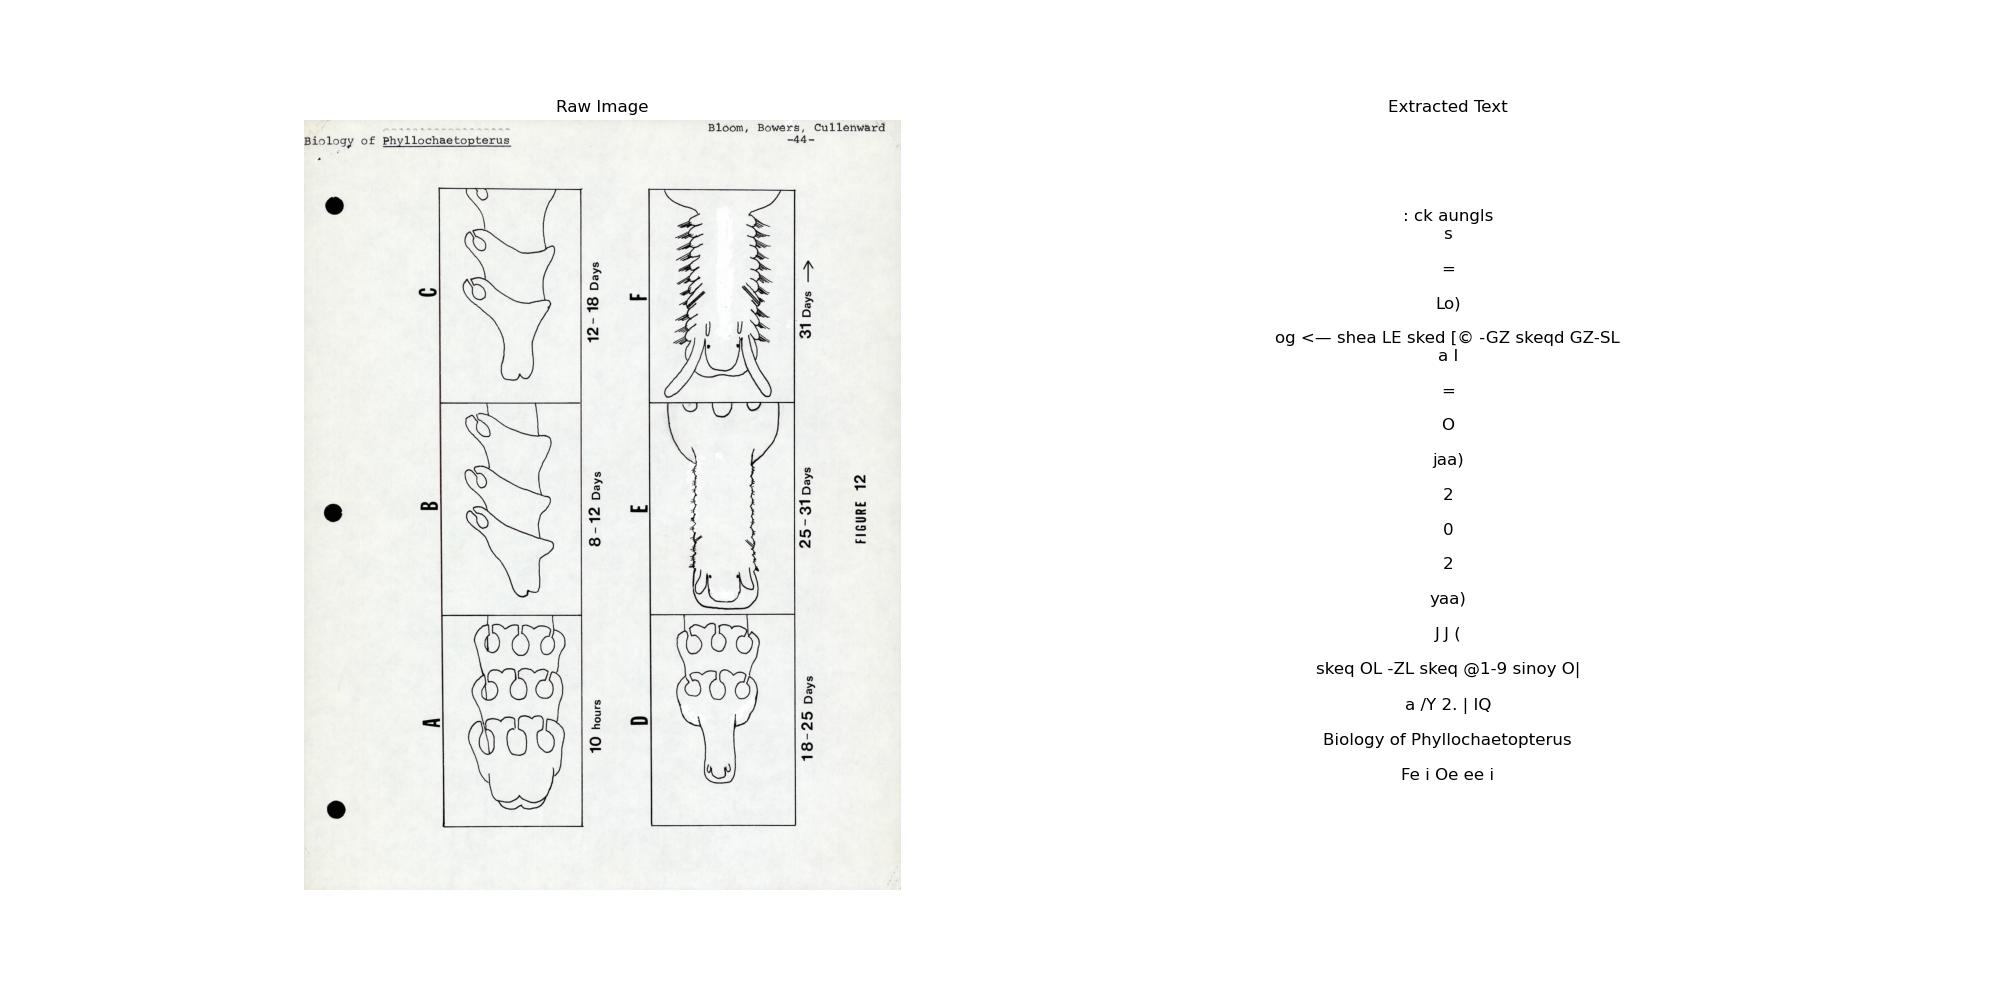 Raw Image
Biology of Phyllochaetopterus
Bloom, Bowers, Cullenward
-44-
A
10 hours
B
8-12 Days
C
12-18 Days
D
18-25 Days
E
25-31 Days
F
31 Days →
FIGURE 12
Extracted Text
: ck aungls
s
=
Lo)
og <— shea LE sked [© -GZ skeqd GZ-SL
a l
=
O
jaa)
2
0
2
yaa)
J J (
skeq OL -ZL skeq @1-9 sinoy O|
a /Y 2. | IQ
Biology of Phyllochaetopterus
Fe i Oe ee i